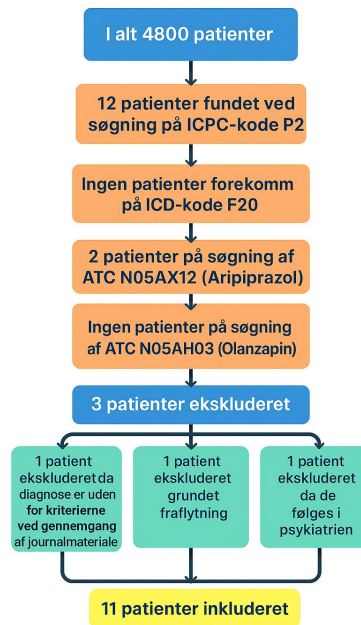 I alt 4800 patienter
12 patienter fundet ved
søgning på ICPC-kode P2
Ingen patienter forekomm
på ICD-kode F20
2 patienter på søgning af
ATC N05AX12 (Aripiprazol)
Ingen patienter på søgning
af ATC N05AH03 (Olanzapin)
3 patienter ekskluderet
1 patient
ekskluderet da
diagnose er uden
for kriterierne
ved gennemgang
af journalmateriale
1 patient
ekskluderet
grundet
fraflytning
1 patient
ekskluderet
da de
følges i
psykiatrien
11 patienter inkluderet